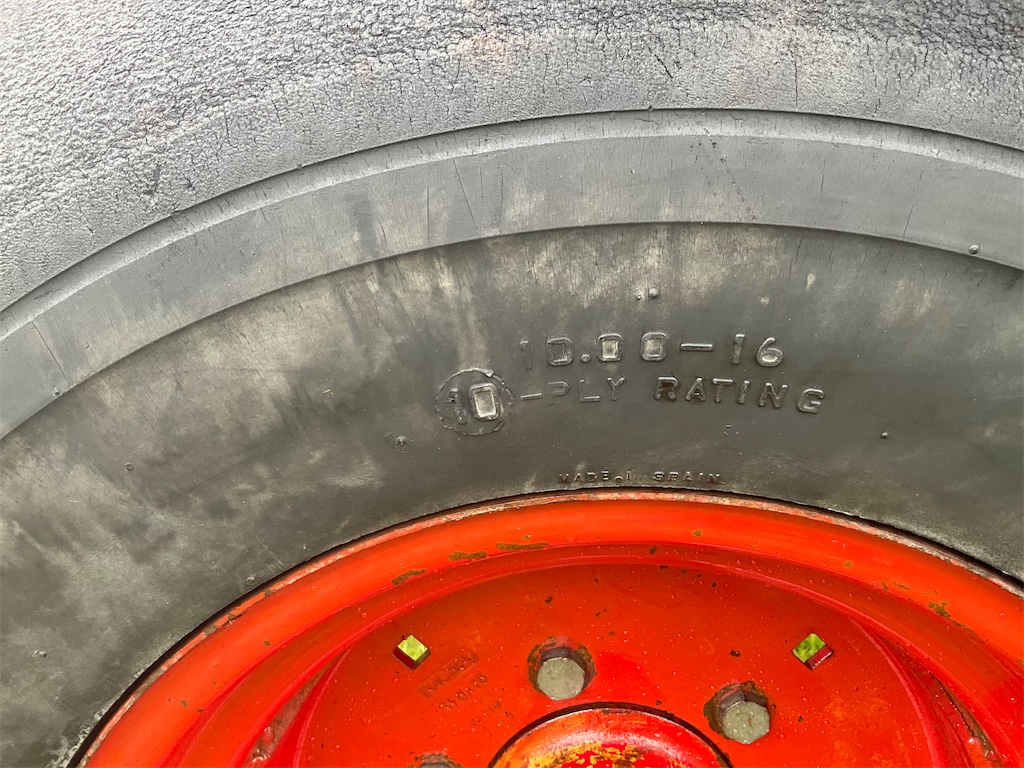 10.00-16
10-PLY RATING
MADE IN SPAIN